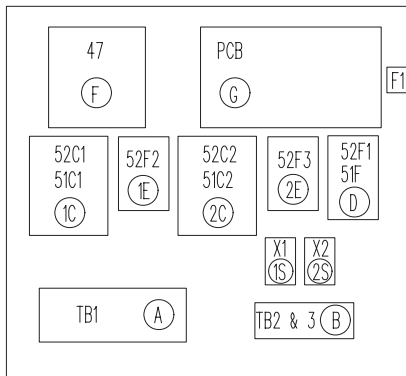 47
F
PCB
G
F1
52C1
51C1
1C
52F2
1E
52C2
51C2
2C
52F3
2E
52F1
51F
D
X1
1S
X2
2S
TB1 A
TB2 & 3 B